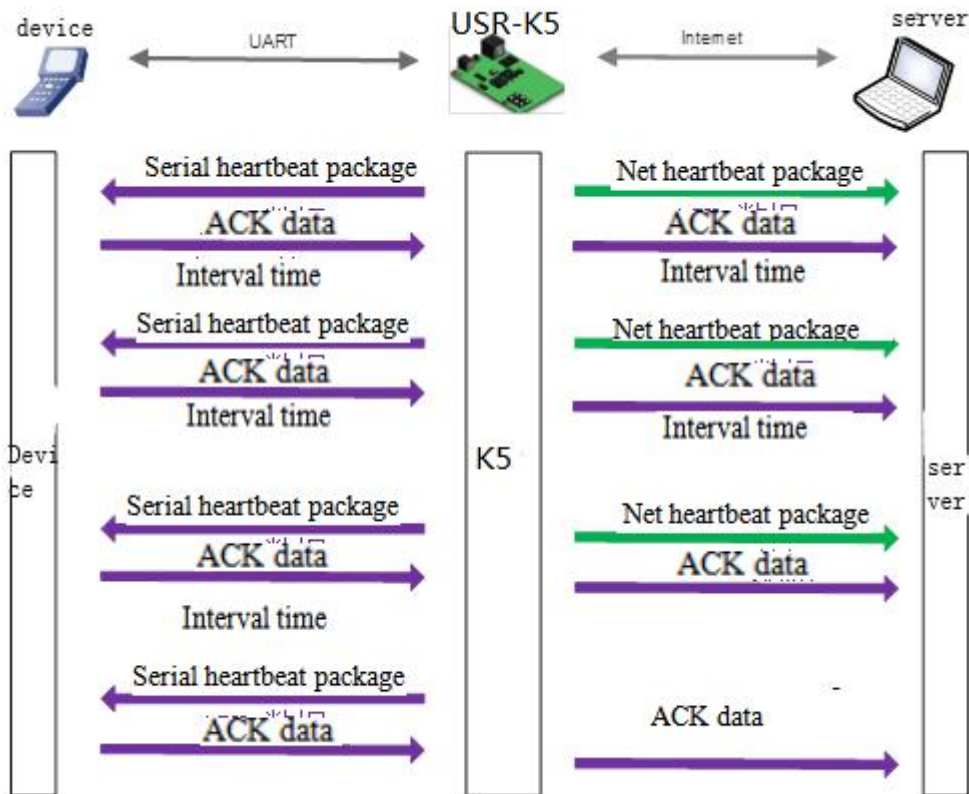 device
UART
USR-K5
Internet
server
Serial heartbeat package
Net heartbeat package
ACK data
ACK data
Interval time
Interval time
Serial heartbeat package
Net heartbeat package
ACK data
ACK data
Interval time
Interval time
Devi
ce
K5
ser
ver
Serial heartbeat package
Net heartbeat package
ACK data
ACK data
Interval time
Serial heartbeat package
ACK data
ACK data